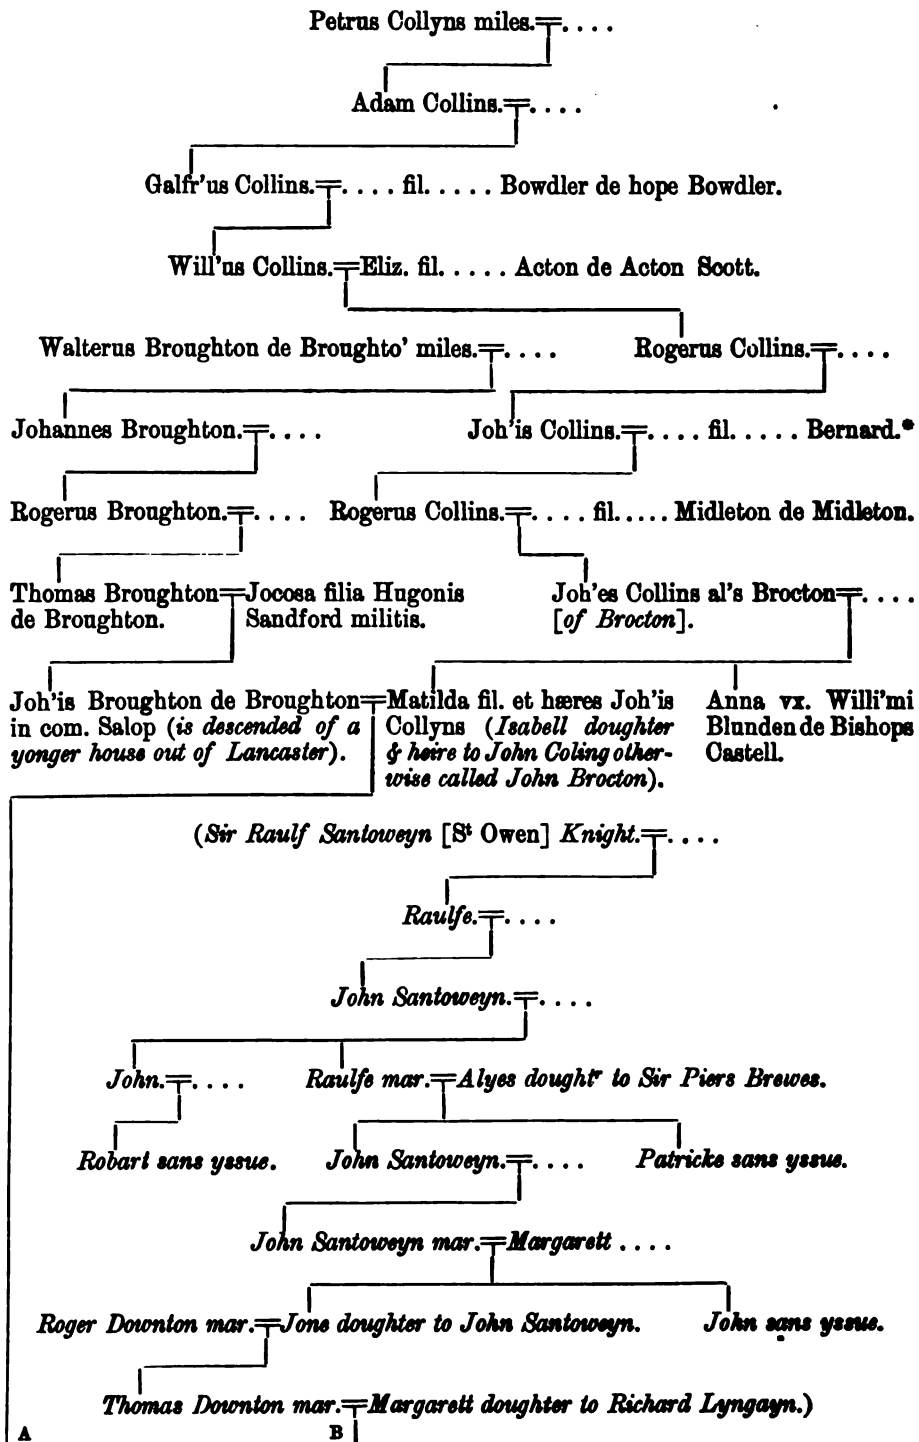 Petrus Collyns miles.=. . . .
Adam Collins.=. . . .
Galfr'us Collins.=. . . . fil. . . . . Bowdler de hope Bowdler.
Will'us Collins.=Eliz. fil. . . . . Acton de Acton Scott.
Walterus Broughton de Broughto' miles.=. . . . Rogerus Collins.=. . . .
Johannes Broughton.=. . . . Joh'is Collins.=. . . . fil. . . . . Bernard.*
Rogerus Broughton.=. . . . Rogerus Collins.=. . . . fil. . . . . Midleton de Midleton.
Thomas Broughton=Jocosa filia Hugonis Joh'es Collins al's Brocton=. . . .
de Broughton. Sandford militis. [of Brocton].
Joh'is Broughton de Broughton=Matilda fil. et hæres Joh'is Anna vx. Willi'mi
in com. Salop (is descended of a Collyns (Isabell doughter Blunden de Bishops
yonger house out of Lancaster). & heire to John Coling other- Castell.
wise called John Brocton).
(Sir Raulf Santoweyn [Sᵗ Owen] Knight.=. . . .
Raulfe.=. . . .
John Santoweyn.=. . . .
John.=. . . . Raulfe mar.=Alyes doughtʳ to Sir Piers Brewes.
Robart sans yssue. John Santoweyn.=. . . . Patricke sans yssue.
John Santoweyn mar.=Margarett . . . .
Roger Downton mar.=Jone doughter to John Santoweyn. John sans yssue.
Thomas Downton mar.=Margarett doughter to Richard Lyngayn.)
A B